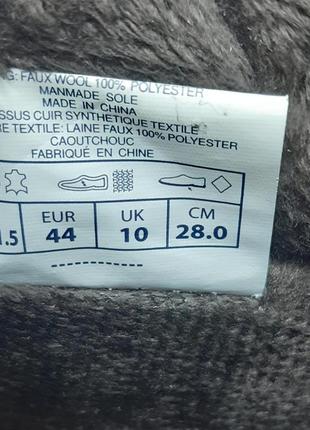 G: FAUX WOOL 100% POLYESTER
MANMADE SOLE
MADE IN CHINA
SSUS CUIR SYNTHETIQUE TEXTILE
RE TEXTILE: LAINE FAUX 100% POLYESTER
CAOUTCHOUC
FABRIQUÉ EN CHINE
EUR UK CM
.5 44 10 28.0